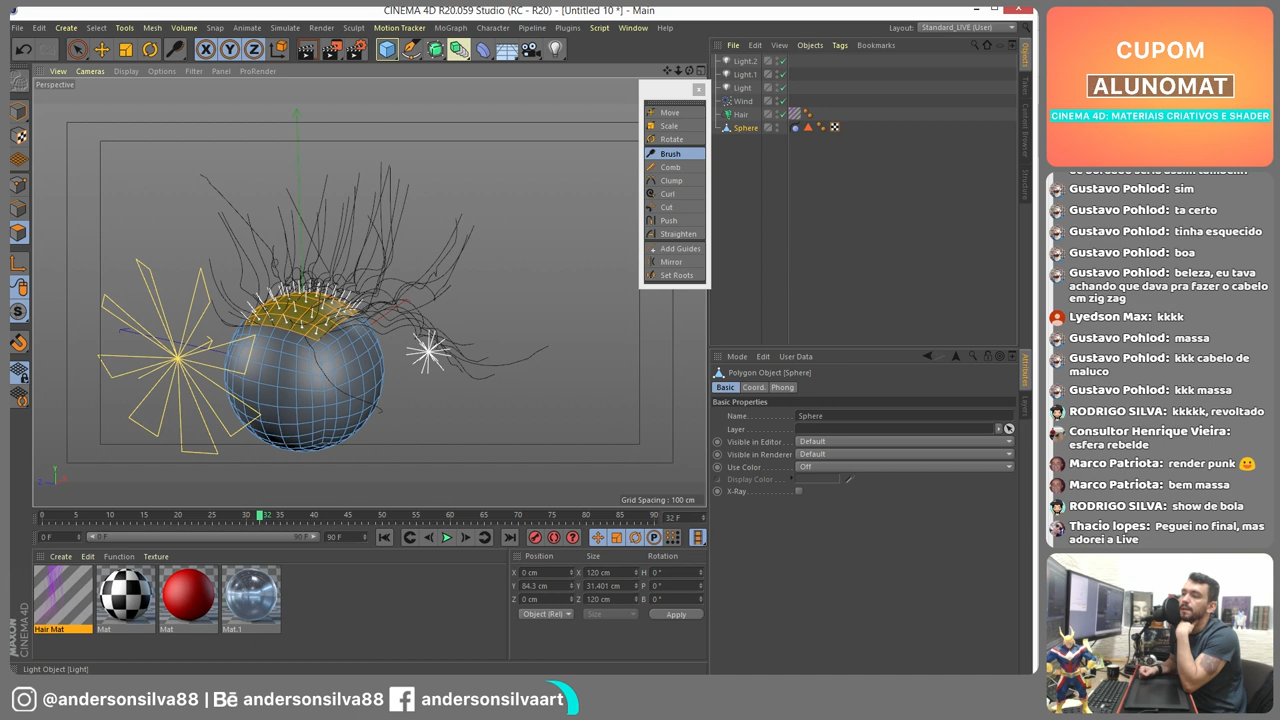 CINEMA 4D R20.059 Studio (RC - R20) - [Untitled 10 *] - Main
File Edit Create Select Tools Mesh Volume Snap Animate Simulate Render Sculpt Motion Tracker MoGraph Character Pipeline Plugins Script Window Help
Layout: Standard_LIVE (User)
View Cameras Display Options Filter Panel ProRender
Perspective
Move
Scale
Rotate
Brush
Comb
Clump
Curl
Cut
Push
Straighten
Add Guides
Mirror
Set Roots
Grid Spacing : 100 cm
File Edit View Objects Tags Bookmarks
Light.2
Light.1
Light
Wind
Hair
Sphere
Objects
Takes
Content Browser
Structure
Mode Edit User Data
Polygon Object [Sphere]
Basic Coord. Phong
Basic Properties
Name Sphere
Layer
Visible in Editor Default
Visible in Renderer Default
Use Color Off
Display Color
X-Ray
Attributes
Layers
0 5 10 15 20 25 30 32 35 40 45 50 55 60 65 70 75 80 85 90 32 F
0 F 0 F 90 F 90 F
Create Edit Function Texture
Hair Mat
Mat
Mat
Mat.1
Position Size Rotation
X 0 cm X 120 cm H 0 °
Y 84.3 cm Y 31.401 cm P 0 °
Z 0 cm Z 120 cm B 0 °
Object (Rel) Size Apply
MAXON
CINEMA 4D
Light Object [Light]
CUPOM
ALUNOMAT
CINEMA 4D: MATERIAIS CRIATIVOS E SHADER
Gustavo Pohlod: sim
Gustavo Pohlod: ta certo
Gustavo Pohlod: tinha esquecido
Gustavo Pohlod: boa
Gustavo Pohlod: beleza, eu tava
achando que dava pra fazer o cabelo
em zig zag
Lyedson Max: kkkk
Gustavo Pohlod: massa
Gustavo Pohlod: kkk cabelo de
maluco
Gustavo Pohlod: kkk massa
RODRIGO SILVA: kkkkk, revoltado
Consultor Henrique Vieira:
esfera rebelde
Marco Patriota: render punk
Marco Patriota: bem massa
RODRIGO SILVA: show de bola
Thacio lopes: Peguei no final, mas
adorei a Live
@andersonsilva88 | Bē andersonsilva88 f andersonsilvaart